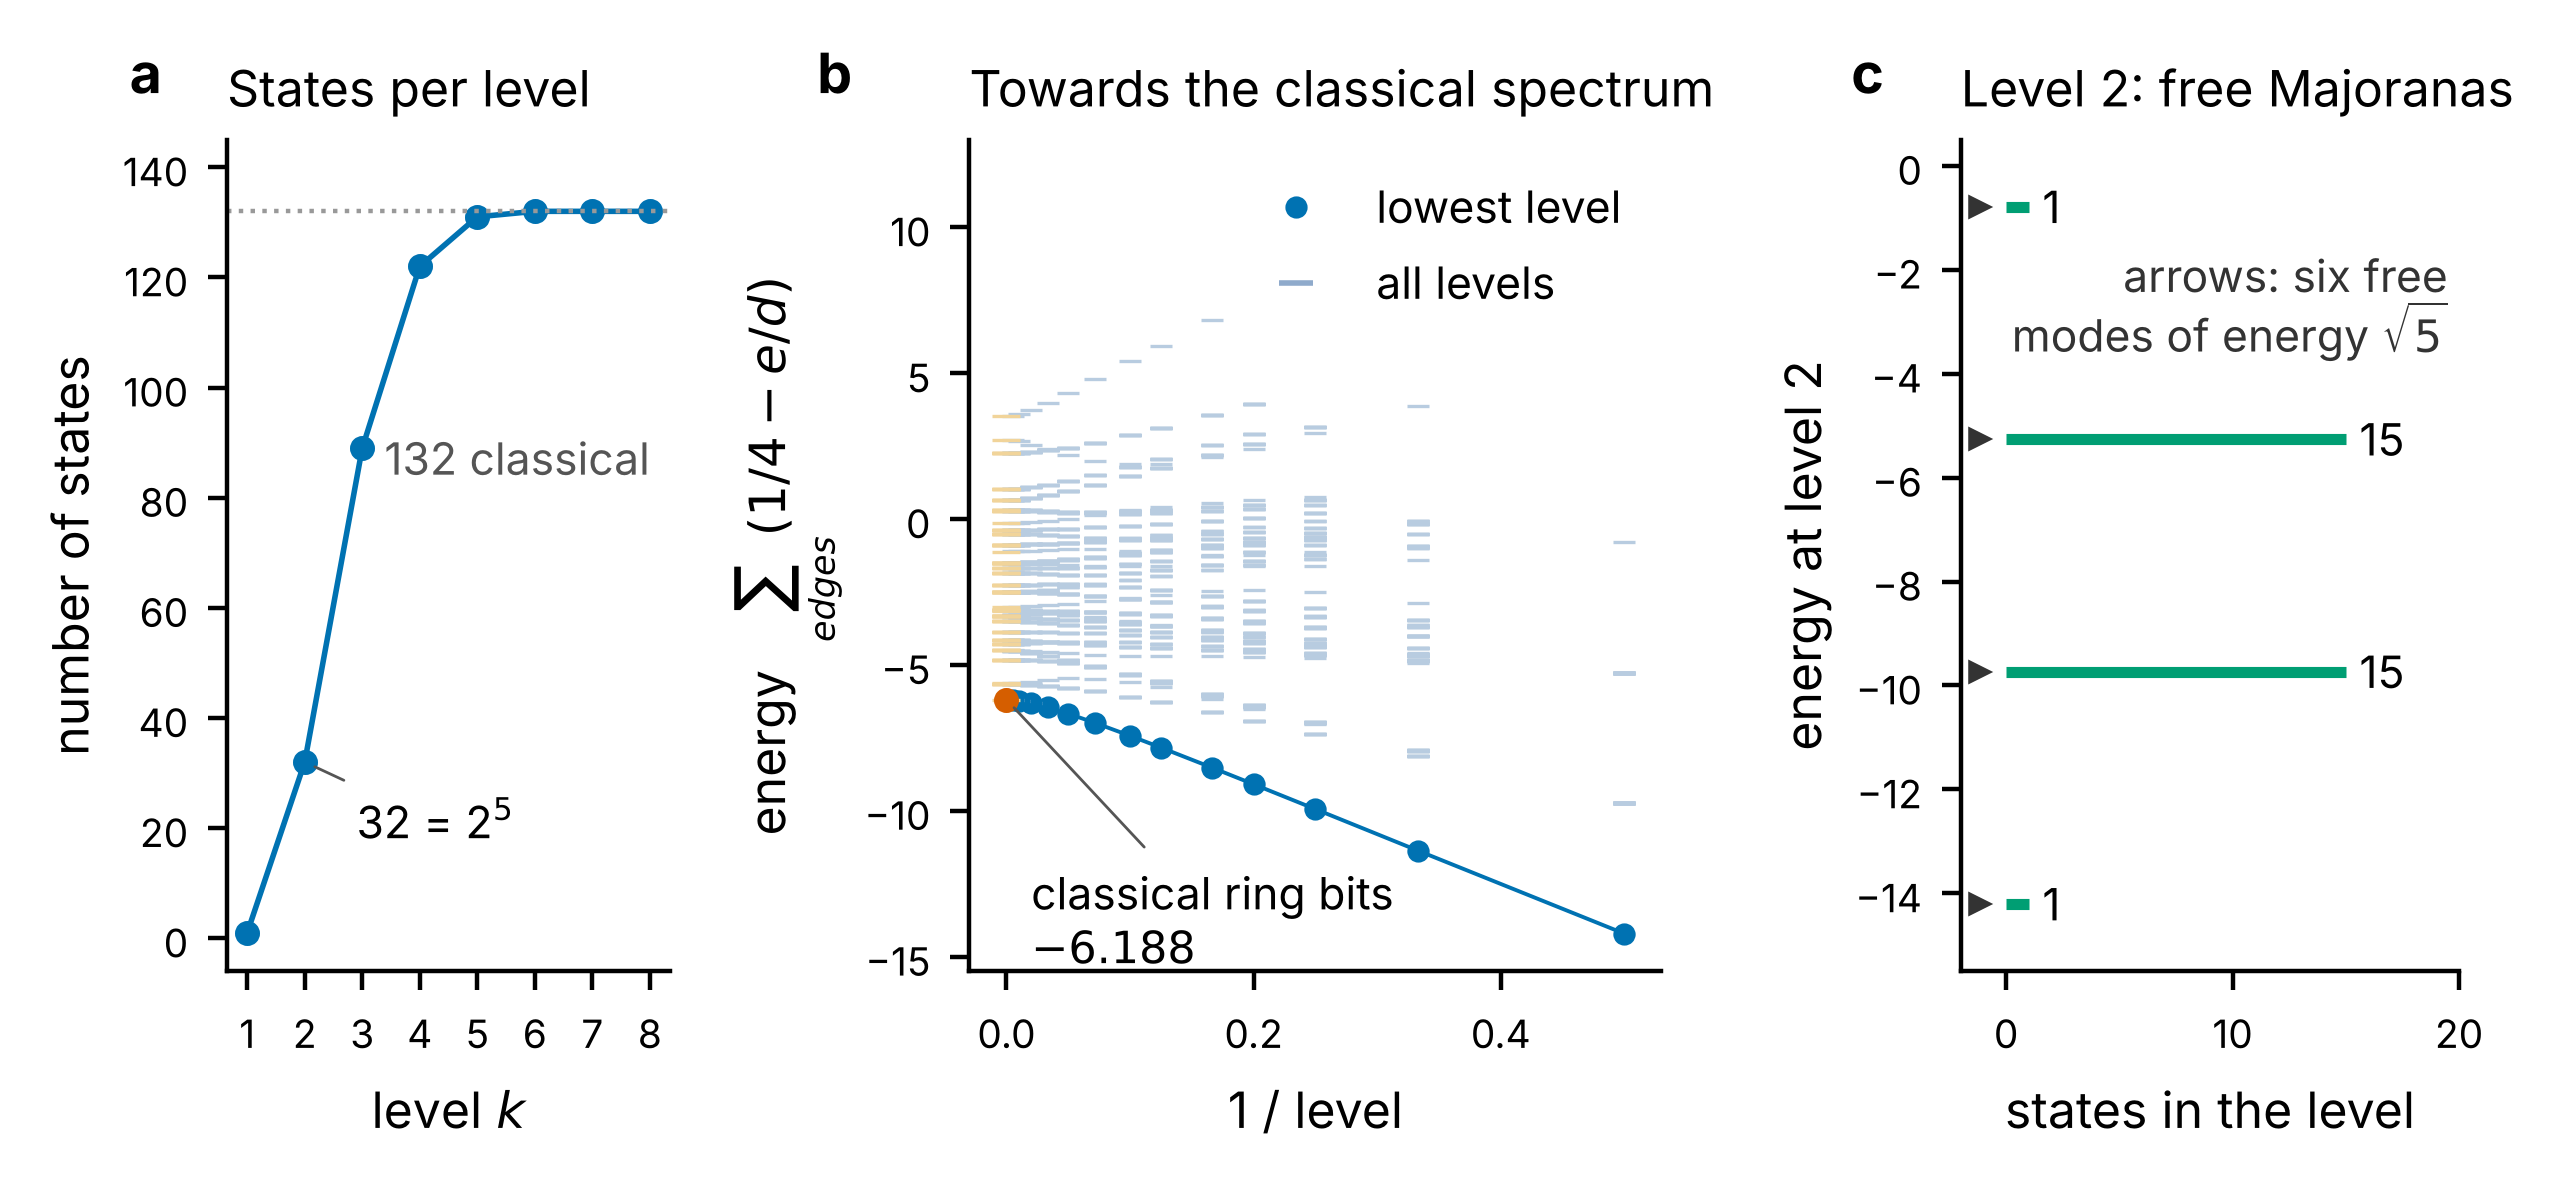 a
States per level
number of states
140
120
100
80
60
40
20
0
132 classical
32 = 2⁵
1 2 3 4 5 6 7 8
level k
b
Towards the classical spectrum
energy ∑ (1/4 − e/d)
edges
10
5
0
−5
−10
−15
lowest level
all levels
classical ring bits
−6.188
0.0 0.2 0.4
1 / level
c
Level 2: free Majoranas
energy at level 2
0
−2
−4
−6
−8
−10
−12
−14
1
arrows: six free
modes of energy √5
15
15
1
0 10 20
states in the level